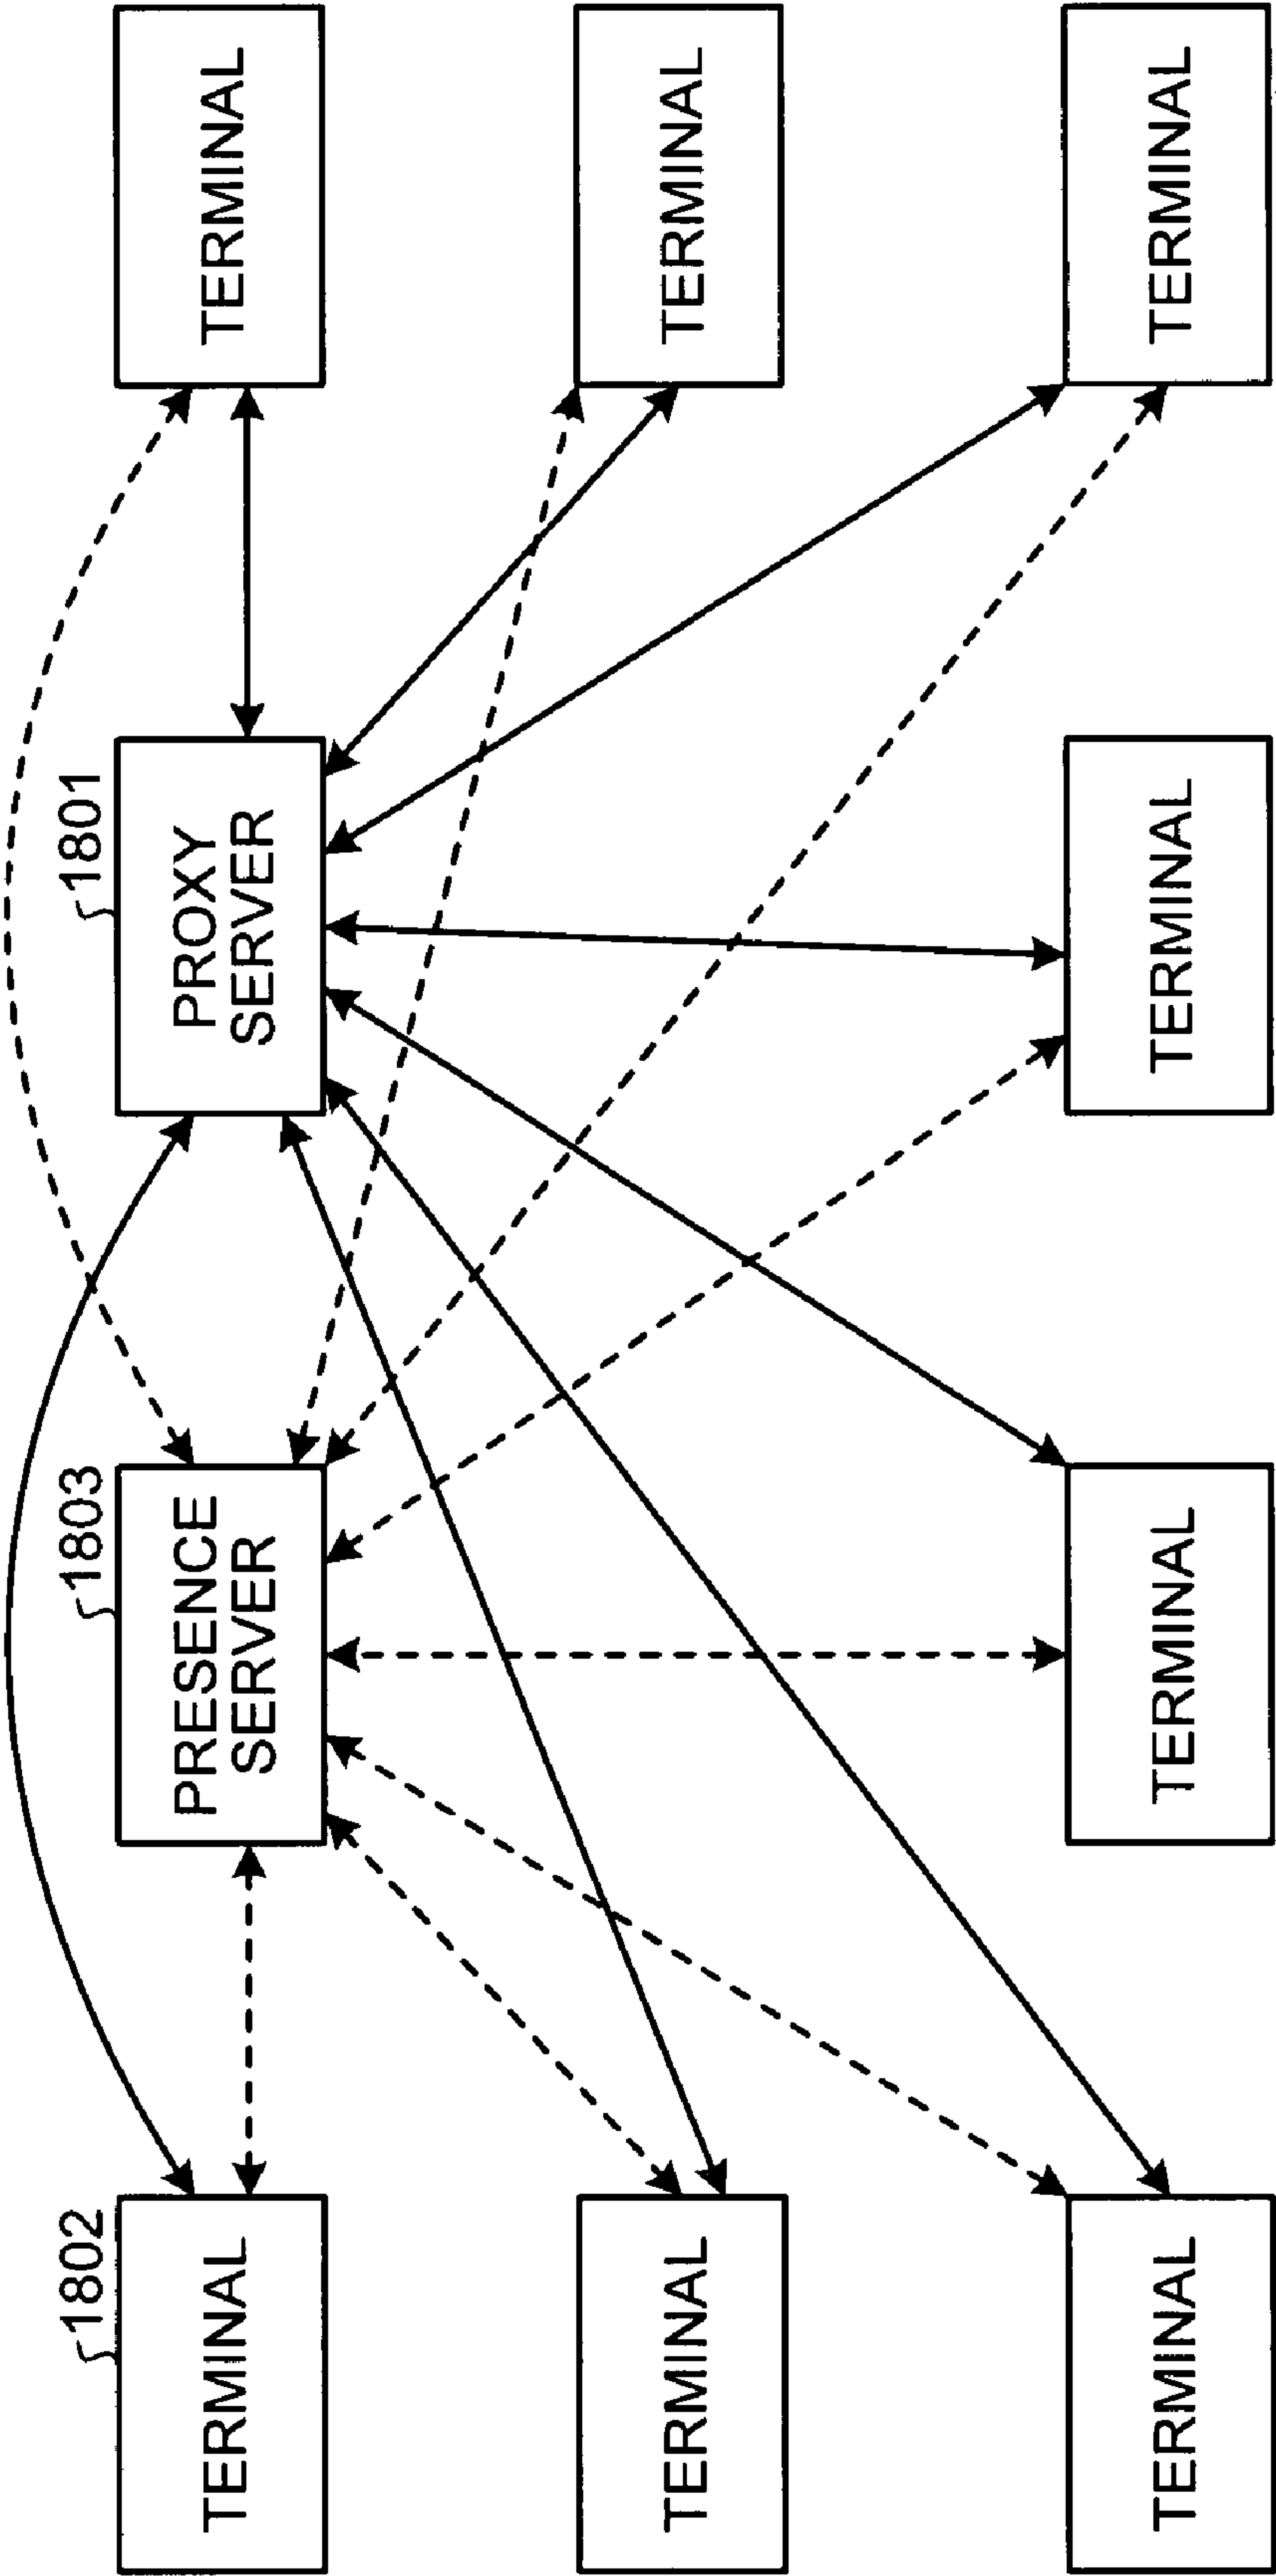 1802
1803
1801
TERMINAL
PRESENCE
SERVER
PROXY
SERVER
TERMINAL
TERMINAL
TERMINAL
TERMINAL
TERMINAL
TERMINAL
TERMINAL